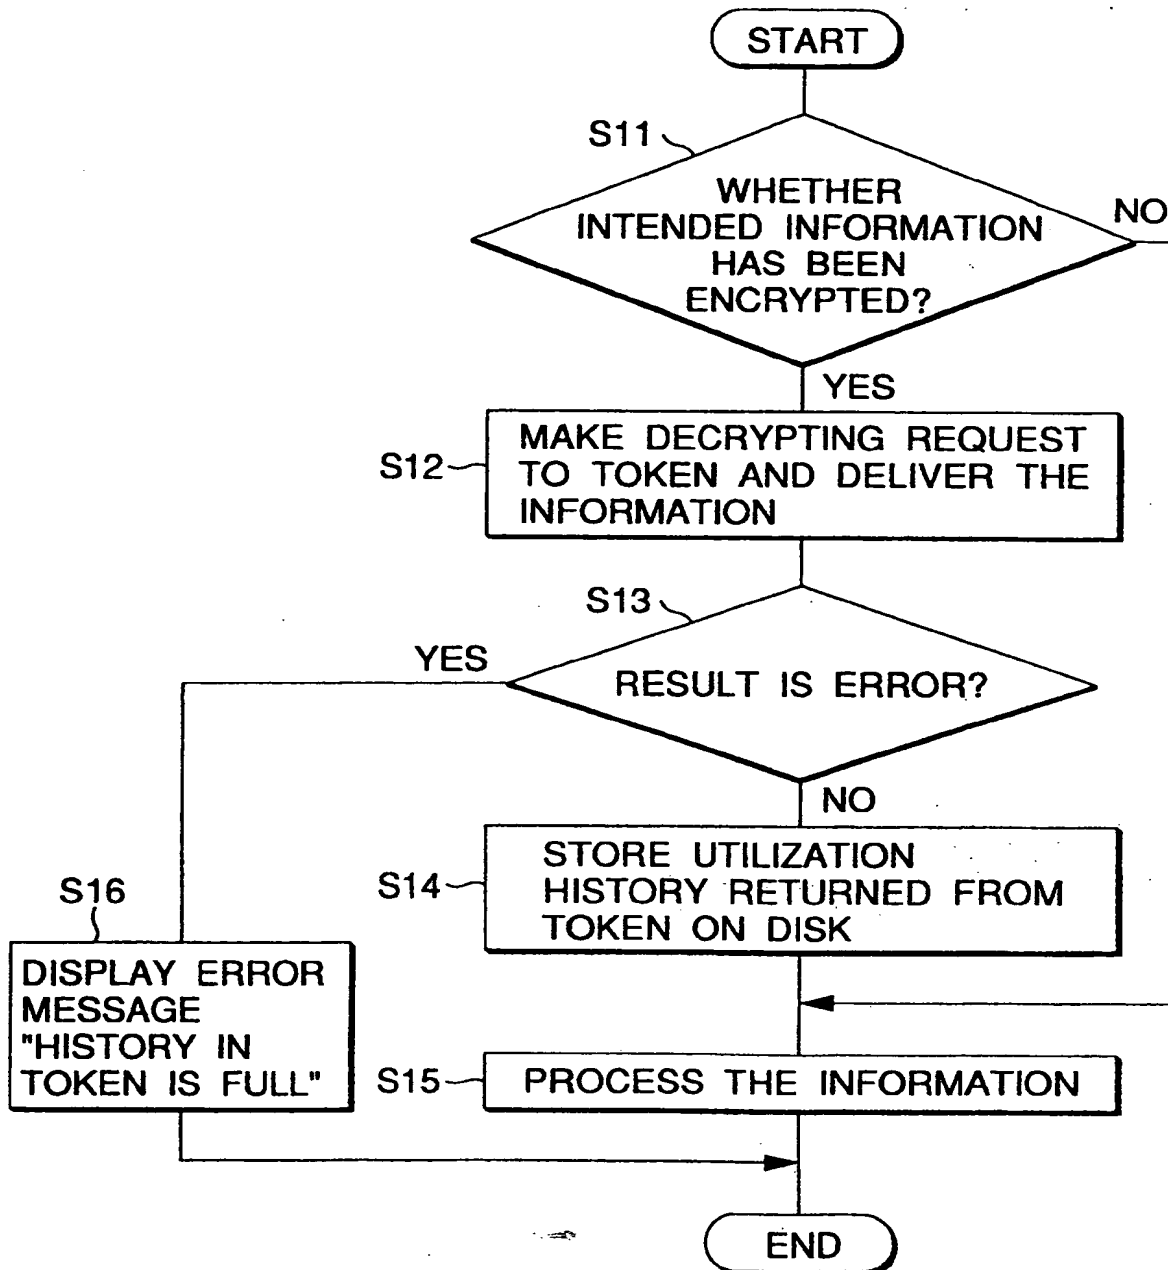 START
S11
WHETHER
INTENDED INFORMATION
HAS BEEN
ENCRYPTED?
NO
YES
S12
MAKE DECRYPTING REQUEST
TO TOKEN AND DELIVER THE
INFORMATION
S13
YES
RESULT IS ERROR?
NO
S14
STORE UTILIZATION
HISTORY RETURNED FROM
TOKEN ON DISK
S16
DISPLAY ERROR
MESSAGE
"HISTORY IN
TOKEN IS FULL"
S15
PROCESS THE INFORMATION
END